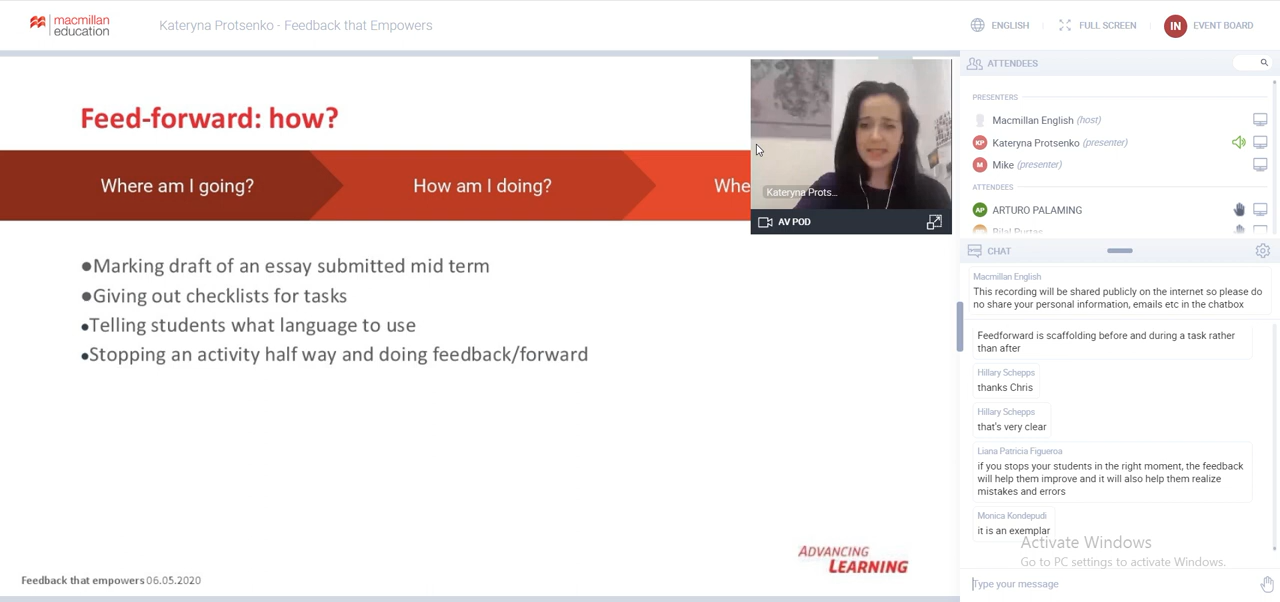 macmillan
education
Kateryna Protsenko - Feedback that Empowers
ENGLISH
FULL SCREEN
IN
EVENT BOARD
Feed-forward: how?
Where am I going?
How am I doing?
Whe
●Marking draft of an essay submitted mid term
●Giving out checklists for tasks
●Telling students what language to use
●Stopping an activity half way and doing feedback/forward
Kateryna Prots...
AV POD
ADVANCING
LEARNING
Feedback that empowers 06.05.2020
ATTENDEES
PRESENTERS
Macmillan English (host)
KP Kateryna Protsenko (presenter)
M Mike (presenter)
ATTENDEES
AP ARTURO PALAMING
CHAT
Macmillan English
This recording will be shared publicly on the internet so please do
no share your personal information, emails etc in the chatbox
Feedforward is scaffolding before and during a task rather
than after
Hillary Schepps
thanks Chris
Hillary Schepps
that's very clear
Liana Patricia Figueroa
if you stops your students in the right moment, the feedback
will help them improve and it will also help them realize
mistakes and errors
Monica Kondepudi
it is an exemplar
Activate Windows
Go to PC settings to activate Windows.
Type your message